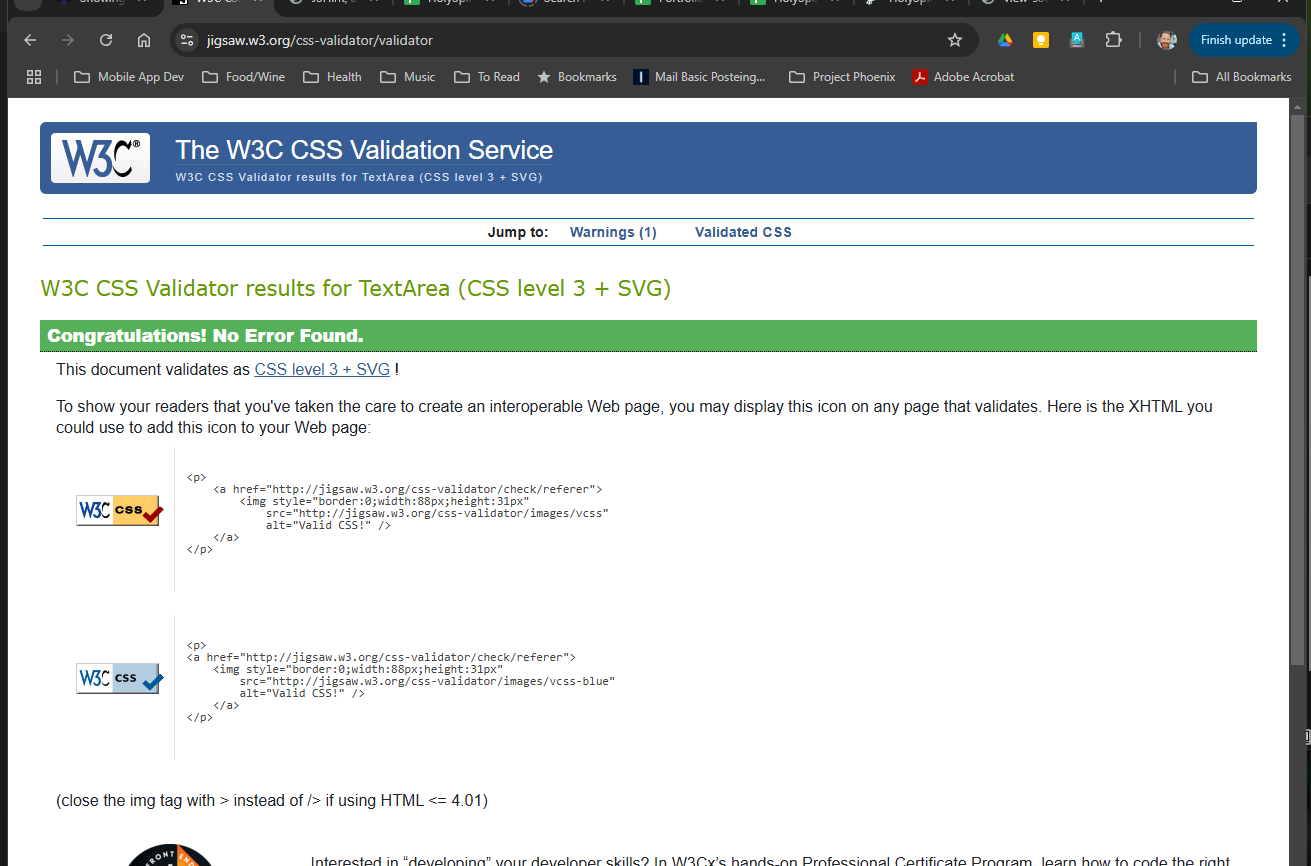 jigsaw.w3.org/css-validator/validator
Finish update
Mobile App Dev Food/Wine Health Music To Read Bookmarks Mail Basic Posteing... Project Phoenix Adobe Acrobat All Bookmarks
W3C®
The W3C CSS Validation Service
W3C CSS Validator results for TextArea (CSS level 3 + SVG)
Jump to: Warnings (1) Validated CSS
W3C CSS Validator results for TextArea (CSS level 3 + SVG)
Congratulations! No Error Found.
This document validates as CSS level 3 + SVG !
To show your readers that you've taken the care to create an interoperable Web page, you may display this icon on any page that validates. Here is the XHTML you
could use to add this icon to your Web page:
<p>
<a href="http://jigsaw.w3.org/css-validator/check/referer">
<img style="border:0;width:88px;height:31px"
src="http://jigsaw.w3.org/css-validator/images/vcss"
alt="Valid CSS!" />
</a>
</p>
W3C css
<p>
<a href="http://jigsaw.w3.org/css-validator/check/referer">
<img style="border:0;width:88px;height:31px"
src="http://jigsaw.w3.org/css-validator/images/vcss-blue"
alt="Valid CSS!" />
</a>
</p>
W3C css
(close the img tag with > instead of /> if using HTML <= 4.01)
FRONT END
Interested in “developing” your developer skills? In W3Cx’s hands-on Professional Certificate Program, learn how to code the right